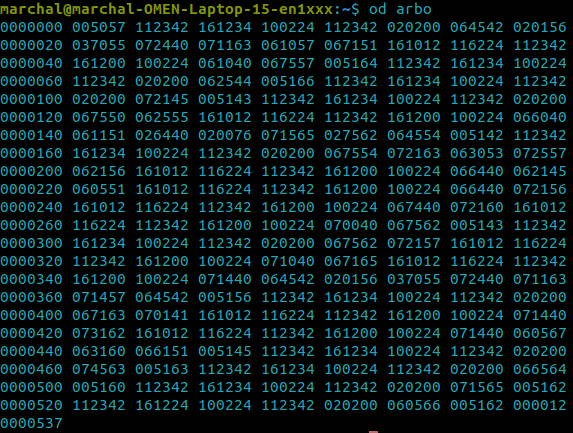 marchal@marchal-OMEN-Laptop-15-en1xxx:~$ od arbo
0000000 005057 112342 161234 100224 112342 020200 064542 020156
0000020 037055 072440 071163 061057 067151 161012 116224 112342
0000040 161200 100224 061040 067557 005164 112342 161234 100224
0000060 112342 020200 062544 005166 112342 161234 100224 112342
0000100 020200 072145 005143 112342 161234 100224 112342 020200
0000120 067550 062555 161012 116224 112342 161200 100224 066040
0000140 061151 026440 020076 071565 027562 064554 005142 112342
0000160 161234 100224 112342 020200 067554 072163 063053 072557
0000200 062156 161012 116224 112342 161200 100224 066440 062145
0000220 060551 161012 116224 112342 161200 100224 066440 072156
0000240 161012 116224 112342 161200 100224 067440 072160 161012
0000260 116224 112342 161200 100224 070040 067562 005143 112342
0000300 161234 100224 112342 020200 067562 072157 161012 116224
0000320 112342 161200 100224 071040 067165 161012 116224 112342
0000340 161200 100224 071440 064542 020156 037055 072440 071163
0000360 071457 064542 005156 112342 161234 100224 112342 020200
0000400 067163 070141 161012 116224 112342 161200 100224 071440
0000420 073162 161012 116224 112342 161200 100224 071440 060567
0000440 063160 066151 005145 112342 161234 100224 112342 020200
0000460 074563 005163 112342 161234 100224 112342 020200 066564
0000500 005160 112342 161234 100224 112342 020200 071565 005162
0000520 112342 161224 100224 112342 020200 060566 005162 000012
0000537